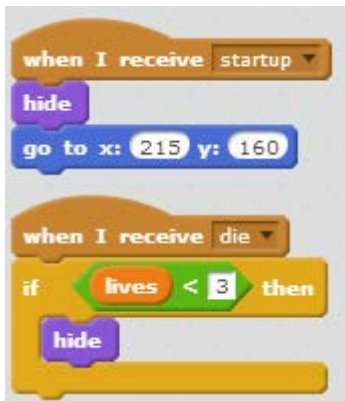 when I receive startup
hide
go to x: 215 y: 160
when I receive die
if lives < 3 then
hide